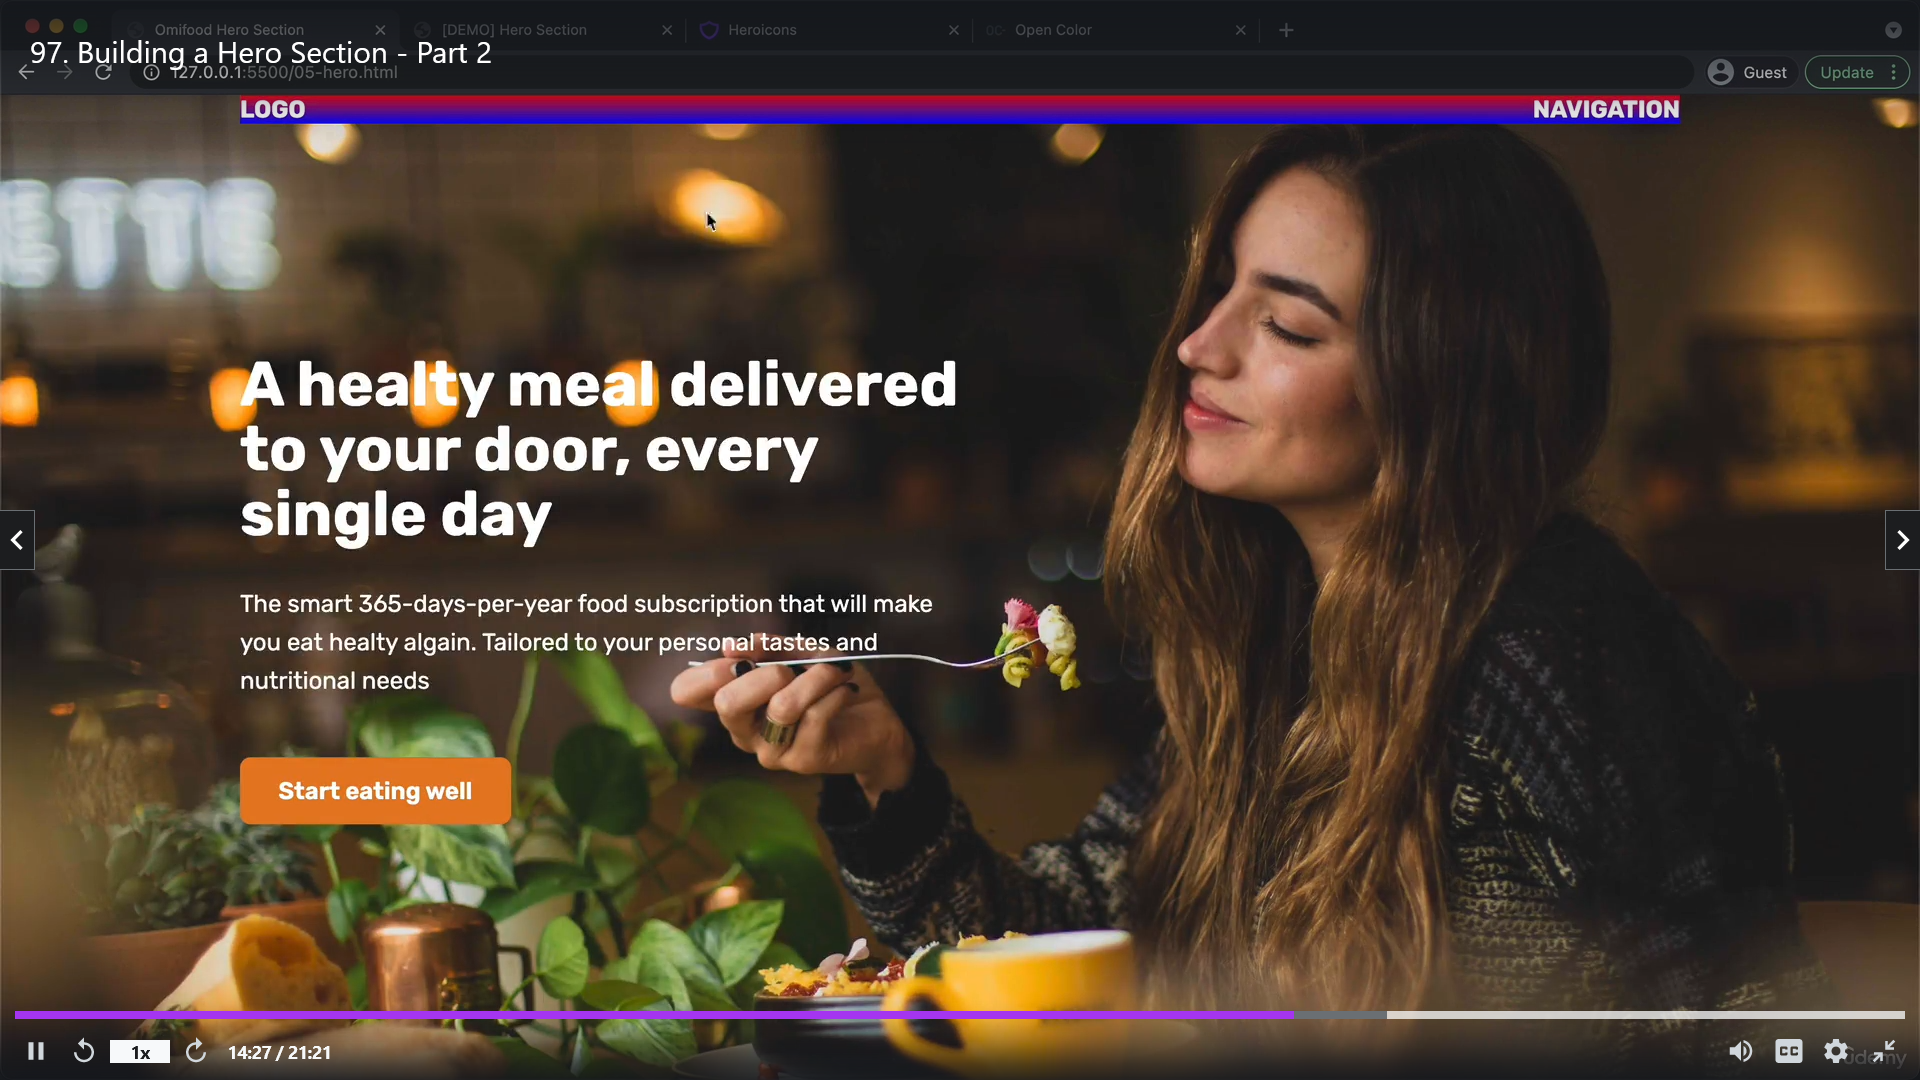 Omifood Hero Section
[DEMO] Hero Section
Heroicons
Open Color
97. Building a Hero Section - Part 2
127.0.0.1:5500/05-hero.html
Guest
Update
LOGO
NAVIGATION
ETTE
A healty meal delivered
to your door, every
single day
The smart 365-days-per-year food subscription that will make
you eat healty algain. Tailored to your personal tastes and
nutritional needs
Start eating well
1x
14:27 / 21:21
CC
udemy